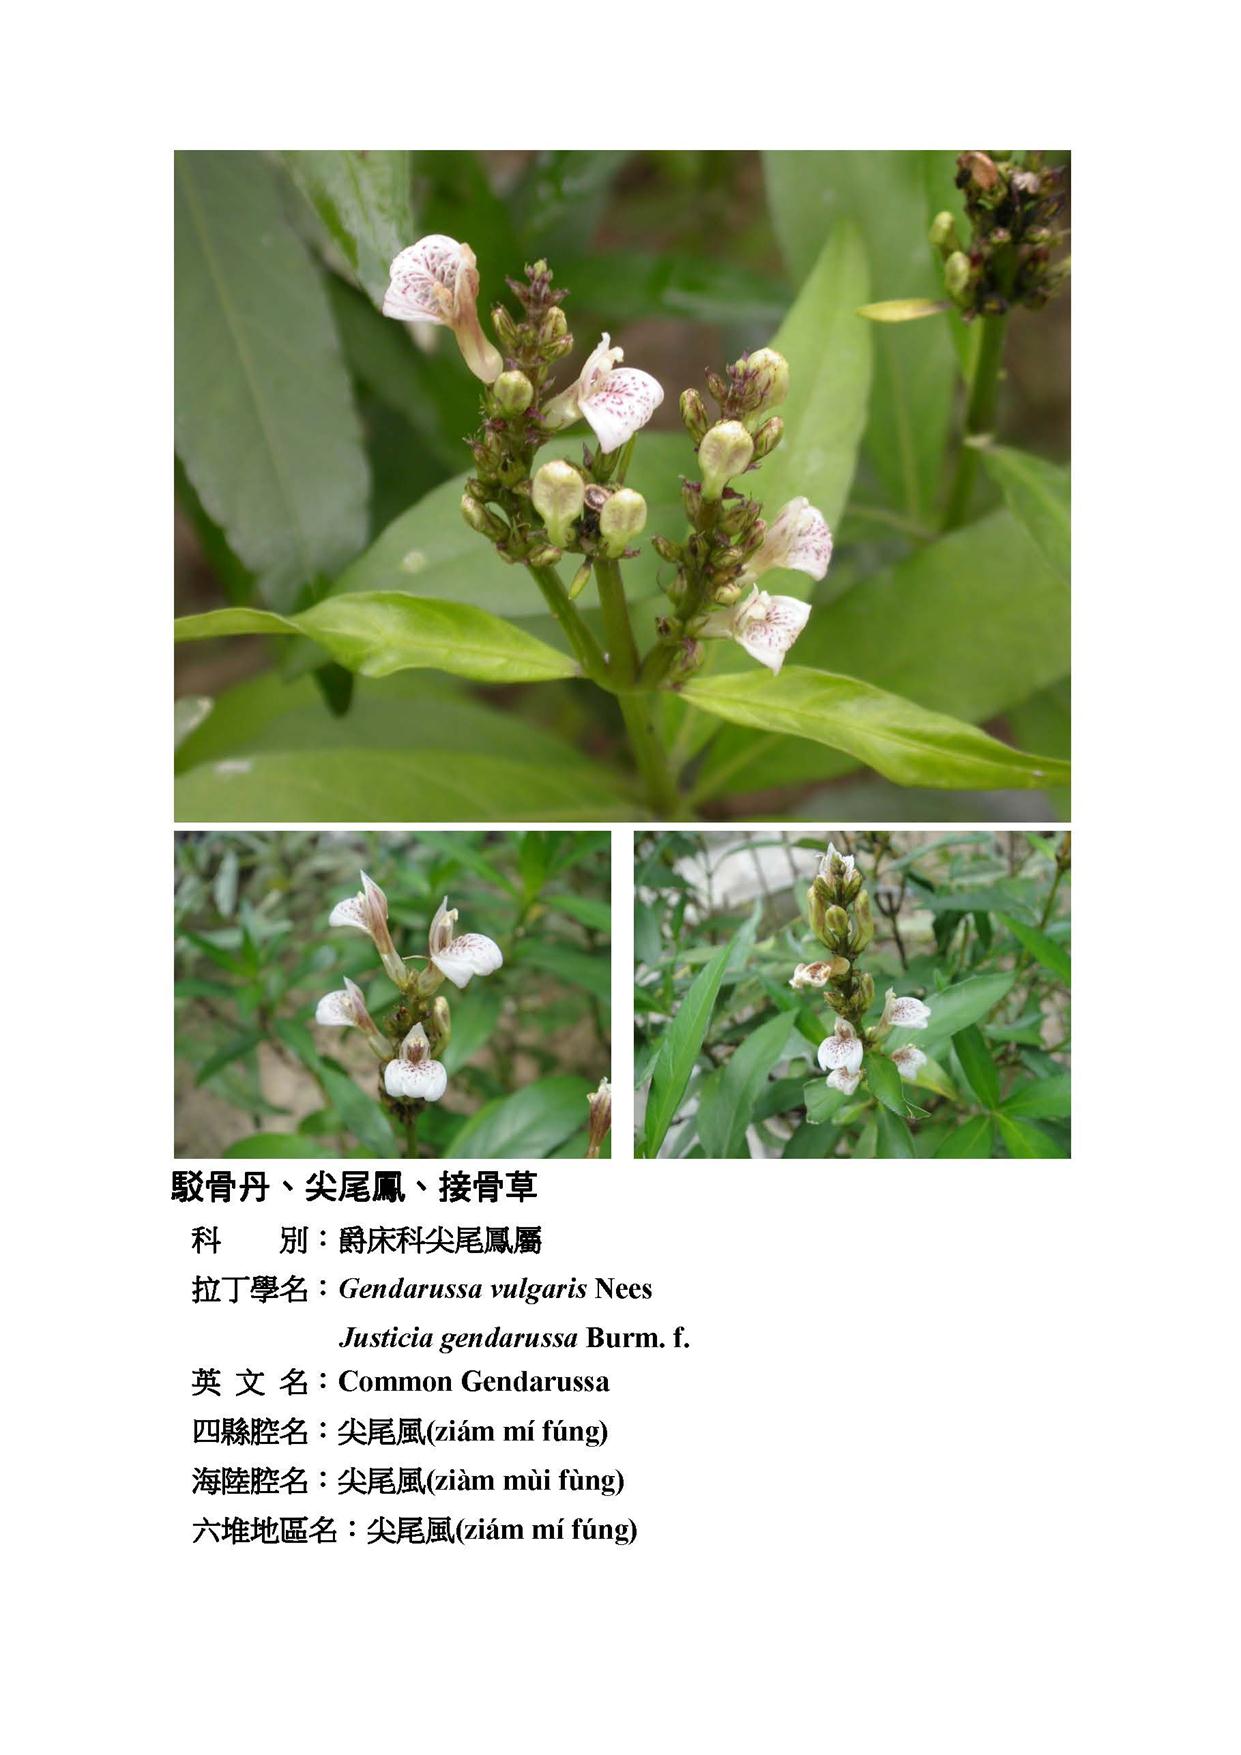 駁骨丹、尖尾鳳、接骨草
科　　別：爵床科尖尾鳳屬
拉丁學名：Gendarussa vulgaris Nees
Justicia gendarussa Burm. f.
英 文 名：Common Gendarussa
四縣腔名：尖尾風(ziám mí fúng)
海陸腔名：尖尾風(ziàm mùi fùng)
六堆地區名：尖尾風(ziám mí fúng)